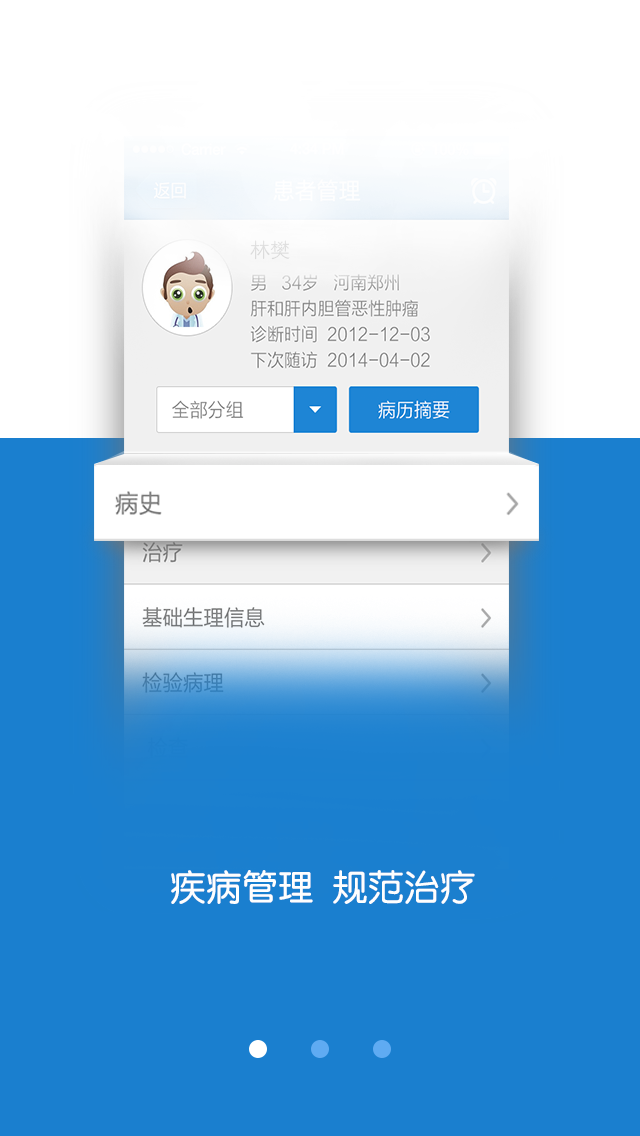 返回 患者管理
林樊
男 34岁 河南郑州
肝和肝内胆管恶性肿瘤
诊断时间 2012-12-03
下次随访 2014-04-02
全部分组 病历摘要
病史
治疗
基础生理信息
检验病理
疾病管理 规范治疗